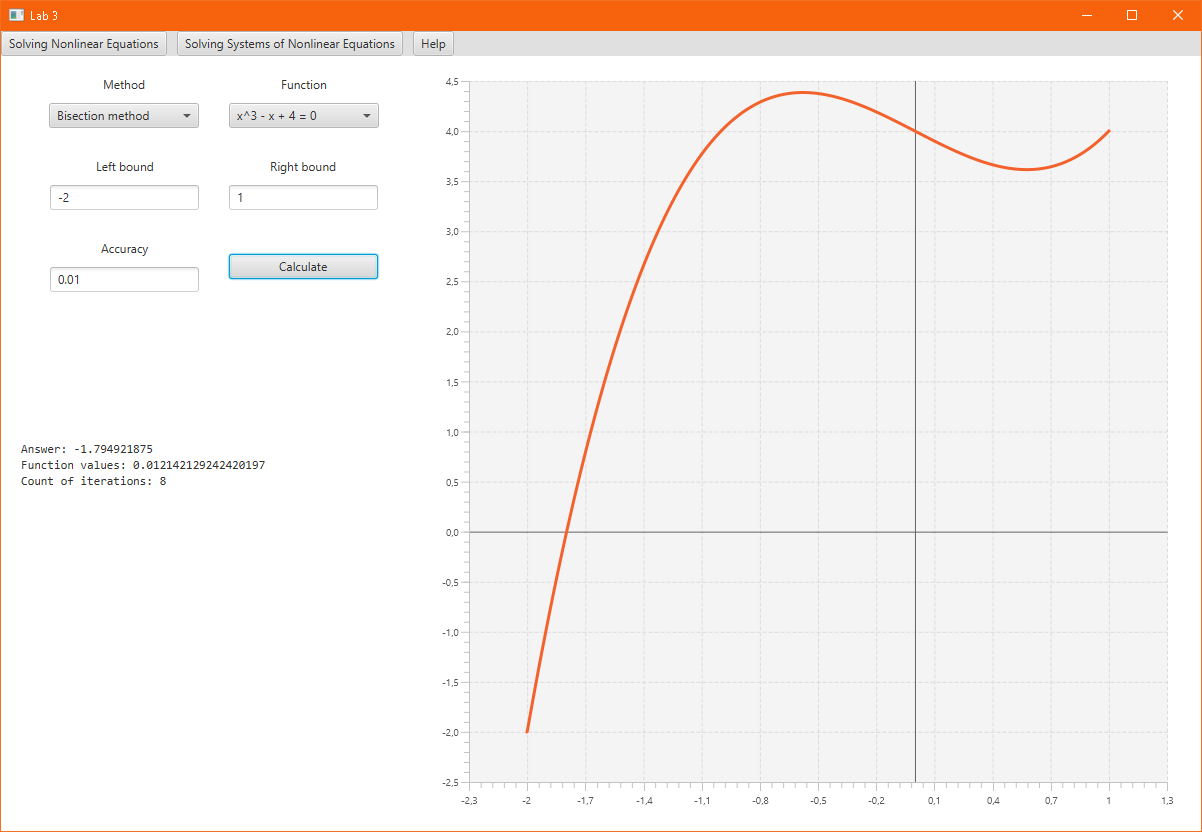 Lab 3
Solving Nonlinear Equations Solving Systems of Nonlinear Equations Help
Method Function
Bisection method x^3 - x + 4 = 0
Left bound Right bound
-2 1
Accuracy
0.01 Calculate
Answer: -1.794921875
Function values: 0.012142129242420197
Count of iterations: 8
4,5
4,0
3,5
3,0
2,5
2,0
1,5
1,0
0,5
0,0
-0,5
-1,0
-1,5
-2,0
-2,5
-2,3 -2 -1,7 -1,4 -1,1 -0,8 -0,5 -0,2 0,1 0,4 0,7 1 1,3